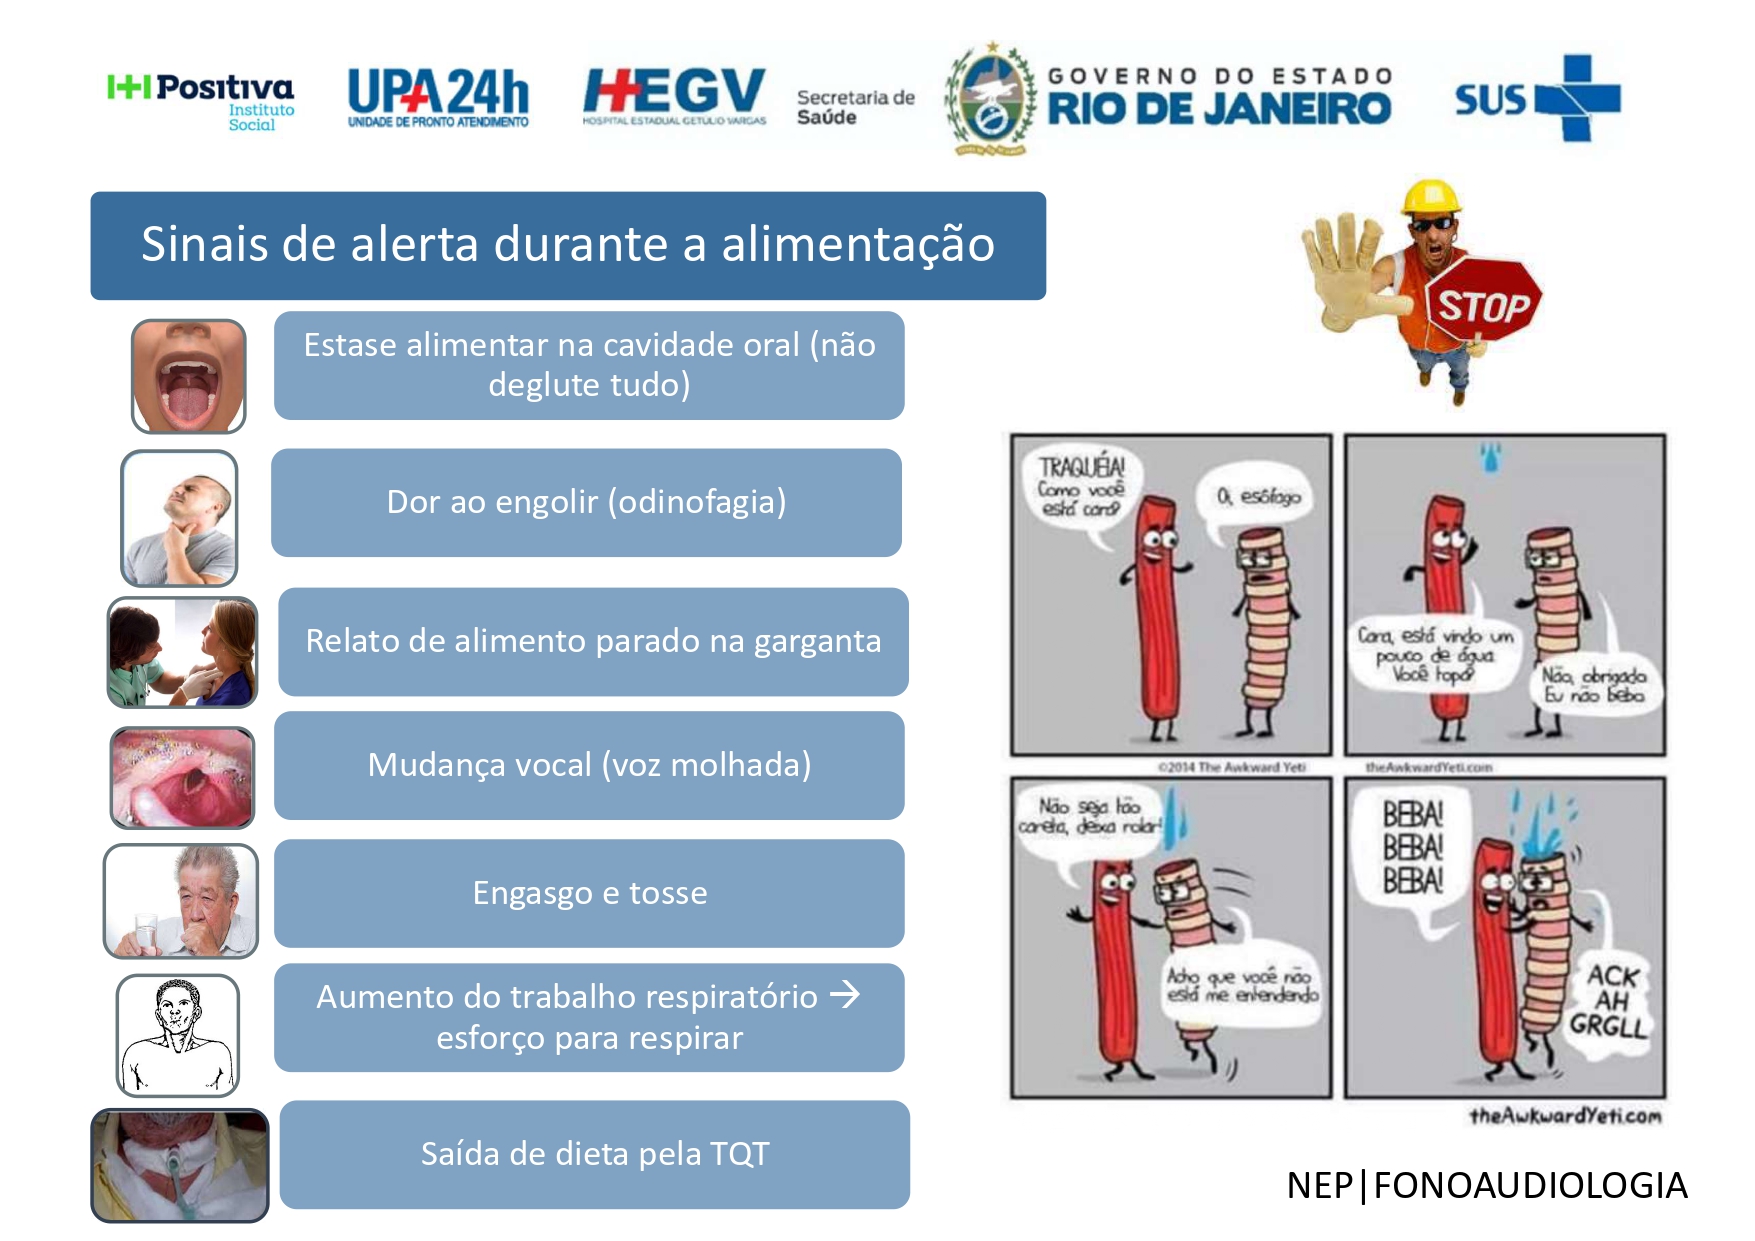 Positiva
Instituto
Social
UPA24h
UNIDADE DE PRONTO ATENDIMENTO
HEGV
HOSPITAL ESTADUAL GETÚLIO VARGAS
Secretaria de
Saúde
GOVERNO DO ESTADO
RIO DE JANEIRO
SUS
Sinais de alerta durante a alimentação
STOP
Estase alimentar na cavidade oral (não
deglute tudo)
Dor ao engolir (odinofagia)
Relato de alimento parado na garganta
Mudança vocal (voz molhada)
Engasgo e tosse
Aumento do trabalho respiratório →
esforço para respirar
Saída de dieta pela TQT
TRAQUÉIA!
Como você
está cara?
Oi, esôfago
Cara, está vindo um
pouco de água.
Você topa?
Não, obrigado
Eu não bebo
©2014 The Awkward Yeti
theAwkwardYeti.com
Não seja tão
careta, deixa rolar!
Acho que você não
está me entendendo
BEBA!
BEBA!
BEBA!
ACK
AH
GRGLL
theAwkwardYeti.com
NEP|FONOAUDIOLOGIA